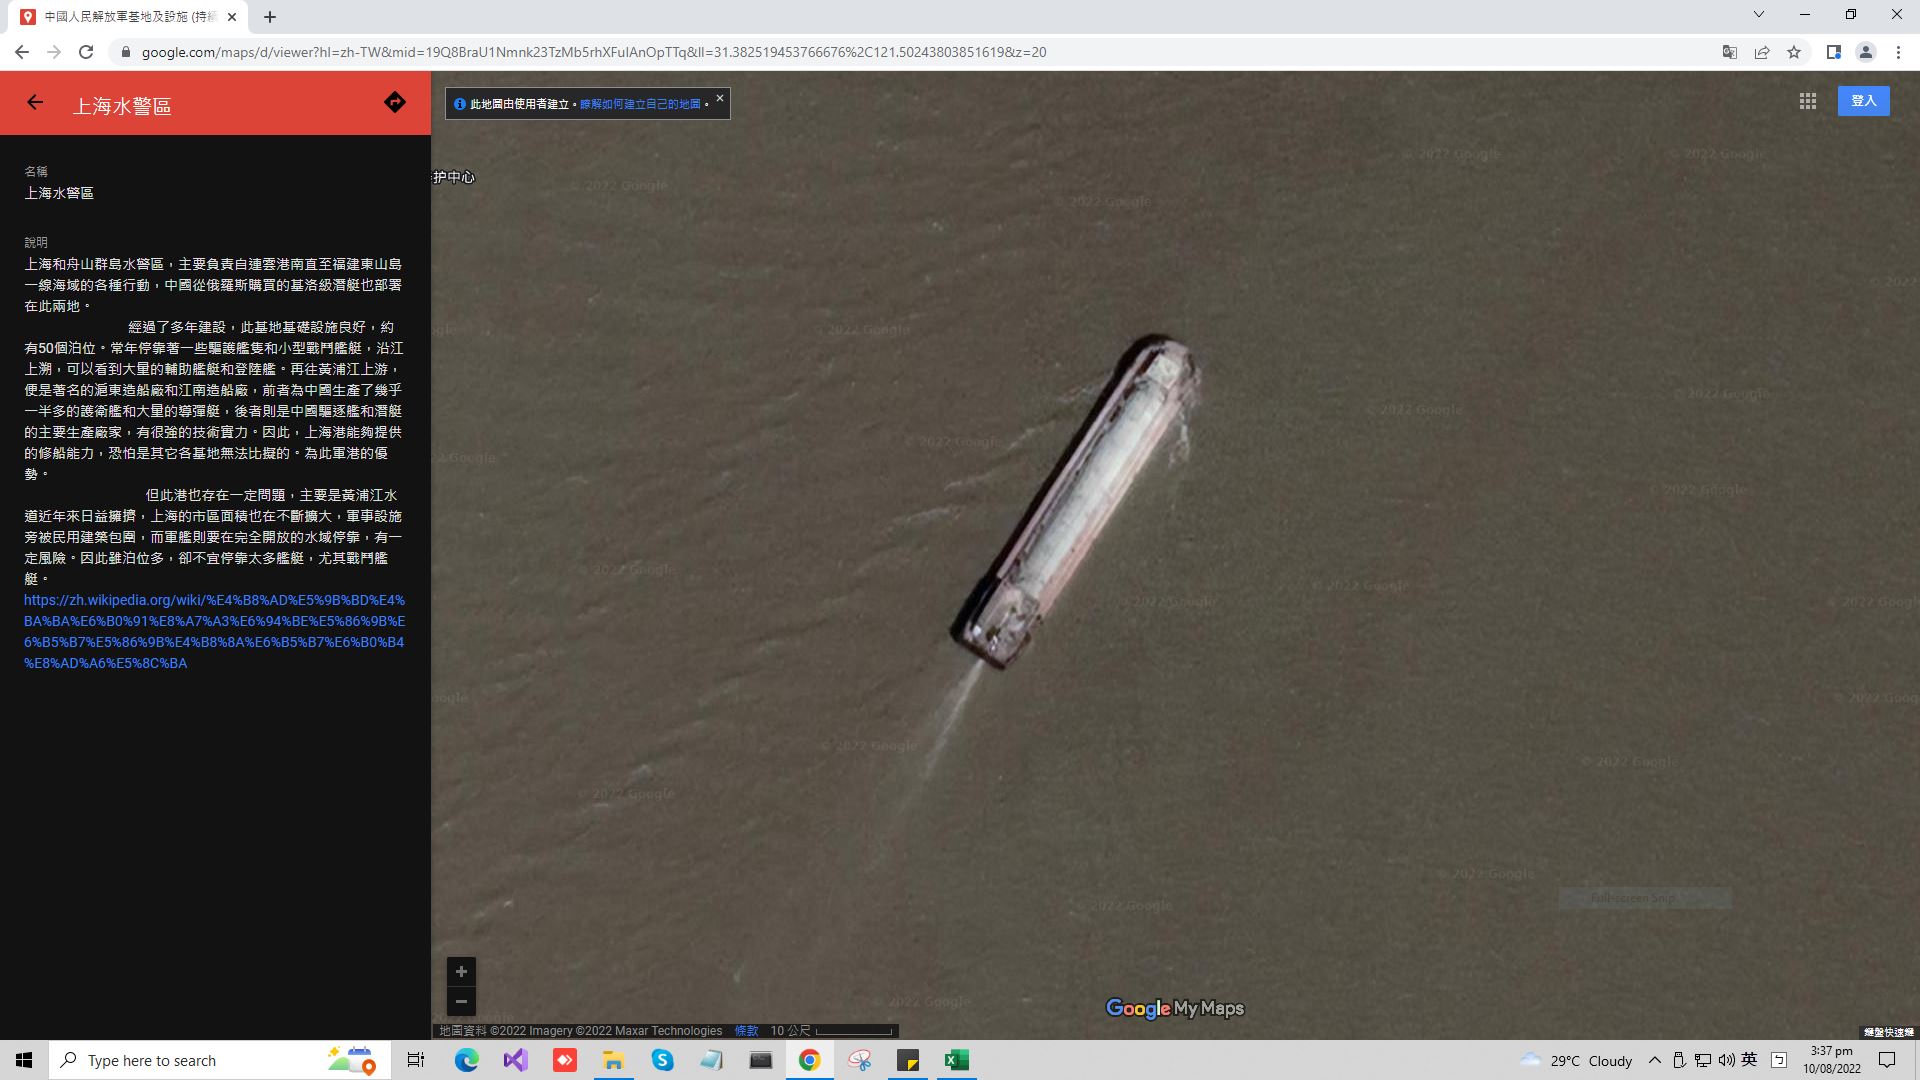 中國人民解放軍基地及設施 (持續
google.com/maps/d/viewer?hl=zh-TW&mid=19Q8BraU1Nmnk23TzMb5rhXFuIAnOpTTq&ll=31.382519453766676%2C121.50243803851619&z=20
上海水警區
此地圖由使用者建立。瞭解如何建立自己的地圖。
登入
名稱
上海水警區
护中心
說明
上海和舟山群島水警區，主要負責自連雲港南直至福建東山島
一線海域的各種行動，中國從俄羅斯購買的基洛級潛艇也部署
在此兩地。
經過了多年建設，此基地基礎設施良好，約
有50個泊位。常年停靠著一些驅護艦隻和小型戰鬥艦艇，沿江
上溯，可以看到大量的輔助艦艇和登陸艦。再往黃浦江上游，
便是著名的滬東造船廠和江南造船廠，前者為中國生產了幾乎
一半多的護衛艦和大量的導彈艇，後者則是中國驅逐艦和潛艇
的主要生產廠家，有很強的技術實力。因此，上海港能夠提供
的修船能力，恐怕是其它各基地無法比擬的。為此軍港的優
勢。
但此港也存在一定問題，主要是黃浦江水
道近年來日益擁擠，上海的市區面積也在不斷擴大，軍事設施
旁被民用建築包圍，而軍艦則要在完全開放的水域停靠，有一
定風險。因此雖泊位多，卻不宜停靠太多艦艇，尤其戰鬥艦
艇。
https://zh.wikipedia.org/wiki/%E4%B8%AD%E5%9B%BD%E4%
BA%BA%E6%B0%91%E8%A7%A3%E6%94%BE%E5%86%9B%E
6%B5%B7%E5%86%9B%E4%B8%8A%E6%B5%B7%E6%B0%B4
%E8%AD%A6%E5%8C%BA
© 2022 Google
Full-screen Snip
Google My Maps
地圖資料 ©2022 Imagery ©2022 Maxar Technologies 條款 10 公尺
鍵盤快速鍵
Type here to search
29°C Cloudy
英
3:37 pm
10/08/2022